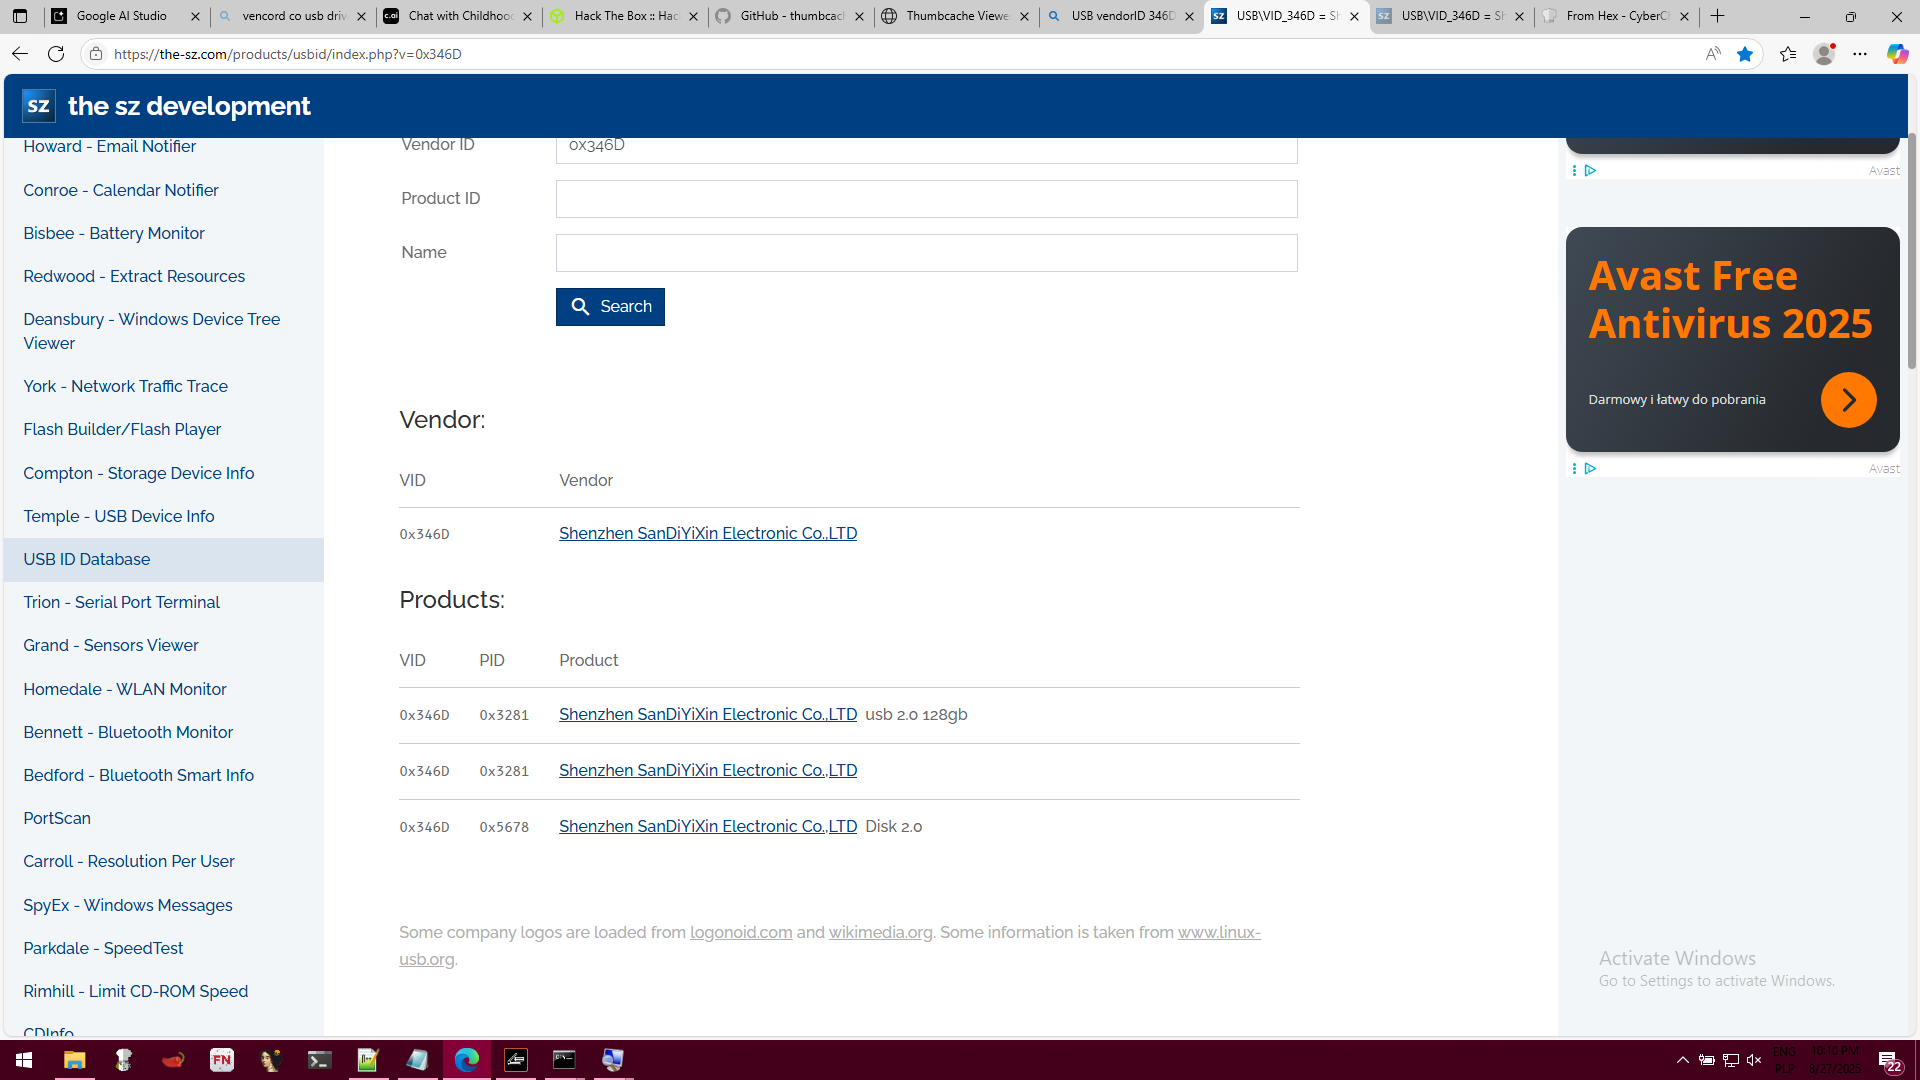 Google AI Studio
vencord co usb driv
Chat with Childhood
Hack The Box :: Hac
GitHub - thumbcach
Thumbcache Viewe
USB vendorID 346D
USB\VID_346D = Sh
USB\VID_346D = Sh
From Hex - CyberCh
https://the-sz.com/products/usbid/index.php?v=0x346D
SZ the sz development
Howard - Email Notifier
Conroe - Calendar Notifier
Bisbee - Battery Monitor
Redwood - Extract Resources
Deansbury - Windows Device Tree
Viewer
York - Network Traffic Trace
Flash Builder/Flash Player
Compton - Storage Device Info
Temple - USB Device Info
USB ID Database
Trion - Serial Port Terminal
Grand - Sensors Viewer
Homedale - WLAN Monitor
Bennett - Bluetooth Monitor
Bedford - Bluetooth Smart Info
PortScan
Carroll - Resolution Per User
SpyEx - Windows Messages
Parkdale - SpeedTest
Rimhill - Limit CD-ROM Speed
CDInfo
Vendor ID 0x346D
Product ID
Name
Search
Vendor:
VID Vendor
0x346D Shenzhen SanDiYiXin Electronic Co.,LTD
Products:
VID PID Product
0x346D 0x3281 Shenzhen SanDiYiXin Electronic Co.,LTD usb 2.0 128gb
0x346D 0x3281 Shenzhen SanDiYiXin Electronic Co.,LTD
0x346D 0x5678 Shenzhen SanDiYiXin Electronic Co.,LTD Disk 2.0
Some company logos are loaded from logonoid.com and wikimedia.org. Some information is taken from www.linux-
usb.org.
Avast
Avast Free
Antivirus 2025
Darmowy i łatwy do pobrania
Avast
Activate Windows
Go to Settings to activate Windows.
FN
ENG
PLP
10:10 PM
8/27/2025
22